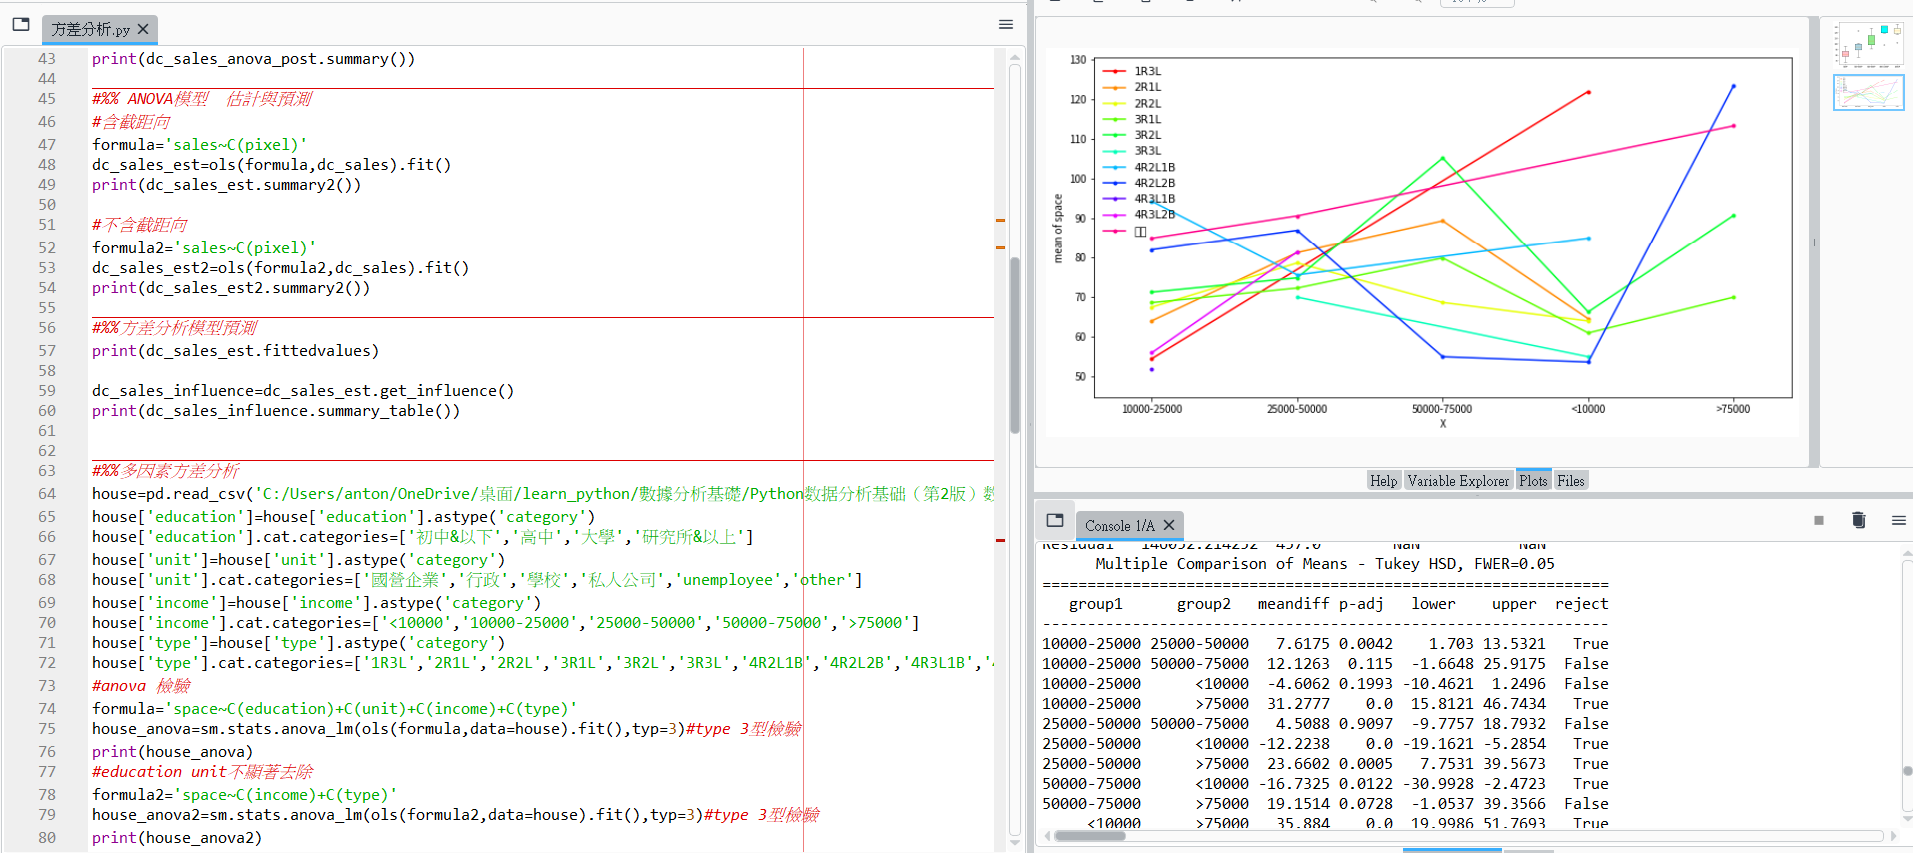 方差分析.py
43 print(dc_sales_anova_post.summary())
44
45 #%% ANOVA模型 估計與預測
46 #含截距向
47 formula='sales~C(pixel)'
48 dc_sales_est=ols(formula,dc_sales).fit()
49 print(dc_sales_est.summary2())
50
51 #不含截距向
52 formula2='sales~C(pixel)'
53 dc_sales_est2=ols(formula2,dc_sales).fit()
54 print(dc_sales_est2.summary2())
55
56 #%%方差分析模型預測
57 print(dc_sales_est.fittedvalues)
58
59 dc_sales_influence=dc_sales_est.get_influence()
60 print(dc_sales_influence.summary_table())
61
62
63 #%%多因素方差分析
64 house=pd.read_csv('C:/Users/anton/OneDrive/桌面/learn_python/數據分析基礎/Python数据分析基础（第2版）数
65 house['education']=house['education'].astype('category')
66 house['education'].cat.categories=['初中&以下','高中','大學','研究所&以上']
67 house['unit']=house['unit'].astype('category')
68 house['unit'].cat.categories=['國營企業','行政','學校','私人公司','unemployee','other']
69 house['income']=house['income'].astype('category')
70 house['income'].cat.categories=['<10000','10000-25000','25000-50000','50000-75000','>75000']
71 house['type']=house['type'].astype('category')
72 house['type'].cat.categories=['1R3L','2R1L','2R2L','3R1L','3R2L','3R3L','4R2L1B','4R2L2B','4R3L1B','
73 #anova 檢驗
74 formula='space~C(education)+C(unit)+C(income)+C(type)'
75 house_anova=sm.stats.anova_lm(ols(formula,data=house).fit(),typ=3)#type 3型檢驗
76 print(house_anova)
77 #education unit不顯著去除
78 formula2='space~C(income)+C(type)'
79 house_anova2=sm.stats.anova_lm(ols(formula2,data=house).fit(),typ=3)#type 3型檢驗
80 print(house_anova2)
130
120
110
100
90
80
70
60
50
mean of space
1R3L
2R1L
2R2L
3R1L
3R2L
3R3L
4R2L1B
4R2L2B
4R3L1B
4R3L2B
10000-25000 25000-50000 50000-75000 <10000 >75000
X
Help Variable Explorer Plots Files
Console 1/A
Residual 140052.214252 457.0 NaN NaN
Multiple Comparison of Means - Tukey HSD, FWER=0.05
==============================================================
group1 group2 meandiff p-adj lower upper reject
--------------------------------------------------------------
10000-25000 25000-50000 7.6175 0.0042 1.703 13.5321 True
10000-25000 50000-75000 12.1263 0.115 -1.6648 25.9175 False
10000-25000 <10000 -4.6062 0.1993 -10.4621 1.2496 False
10000-25000 >75000 31.2777 0.0 15.8121 46.7434 True
25000-50000 50000-75000 4.5088 0.9097 -9.7757 18.7932 False
25000-50000 <10000 -12.2238 0.0 -19.1621 -5.2854 True
25000-50000 >75000 23.6602 0.0005 7.7531 39.5673 True
50000-75000 <10000 -16.7325 0.0122 -30.9928 -2.4723 True
50000-75000 >75000 19.1514 0.0728 -1.0537 39.3566 False
<10000 >75000 35.884 0.0 19.9986 51.7693 True